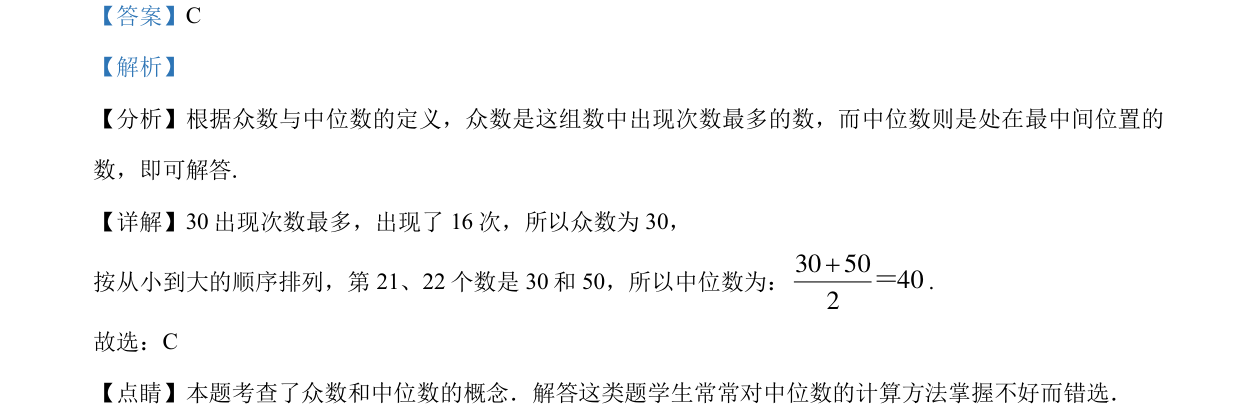 【答案】C
【解析】
【分析】根据众数与中位数的定义，众数是这组数中出现次数最多的数，而中位数则是处在最中间位置的
数，即可解答.
【详解】30 出现次数最多，出现了 16 次，所以众数为 30，
按从小到大的顺序排列，第 21、22 个数是 30 和 50，所以中位数为：(30+50)/2=40 .
故选：C
【点睛】本题考查了众数和中位数的概念．解答这类题学生常常对中位数的计算方法掌握不好而错选．